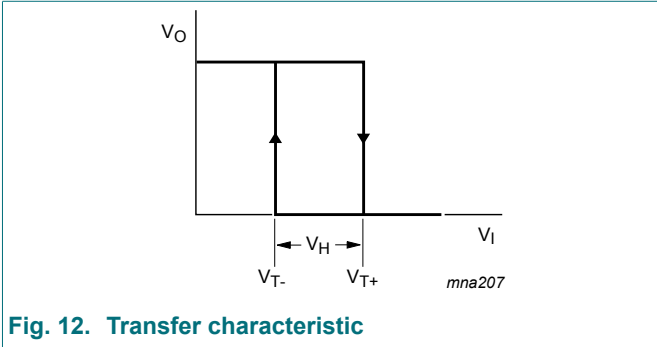 VO
VH
VI
VT-
VT+
mna207
Fig. 12. Transfer characteristic